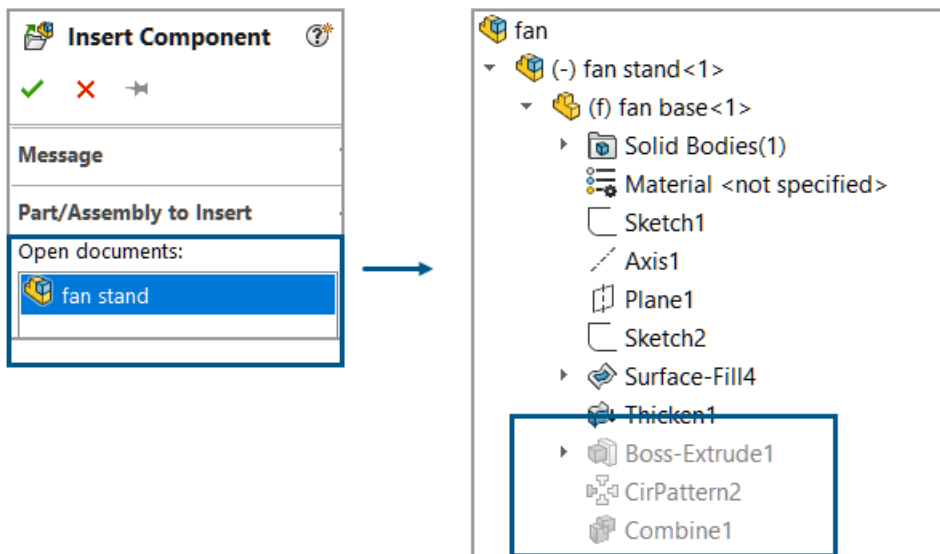 Insert Component
Message
Part/Assembly to Insert
Open documents:
fan stand
fan
(-) fan stand<1>
(f) fan base<1>
Solid Bodies(1)
Material <not specified>
Sketch1
Axis1
Plane1
Sketch2
Surface-Fill4
Thicken1
Boss-Extrude1
CirPattern2
Combine1